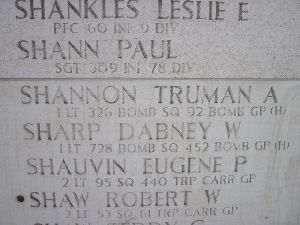 SHANKLES LESLIE E
PFC 60 INF 9 DIV
SHANN PAUL
SGT 309 INF 78 DIV
SHANNON TRUMAN A
1 LT 326 BOMB SQ 92 BOMB GP (H)
SHARP DABNEY W
1 LT 728 BOMB SQ 452 BOMB GP (H)
SHAUVIN EUGENE P
2 LT 95 SQ 440 TRP CARR GP
SHAW ROBERT W
2 LT 53 SQ 61 TRP CARR GP